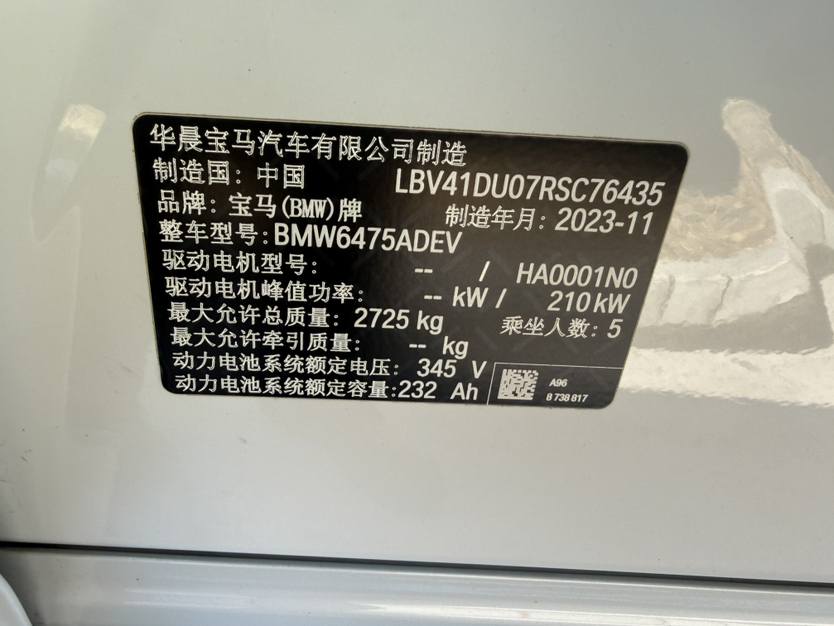 华晨宝马汽车有限公司制造
制造国: 中国 LBV41DU07RSC76435
品牌: 宝马(BMW)牌 制造年月: 2023-11
整车型号: BMW6475ADEV
驱动电机型号: -- / HA0001N0
驱动电机峰值功率: -- kW / 210 kW
最大允许总质量: 2725 kg 乘坐人数: 5
最大允许牵引质量: -- kg
动力电池系统额定电压: 345 V
动力电池系统额定容量:232 Ah
A96
8 738 817